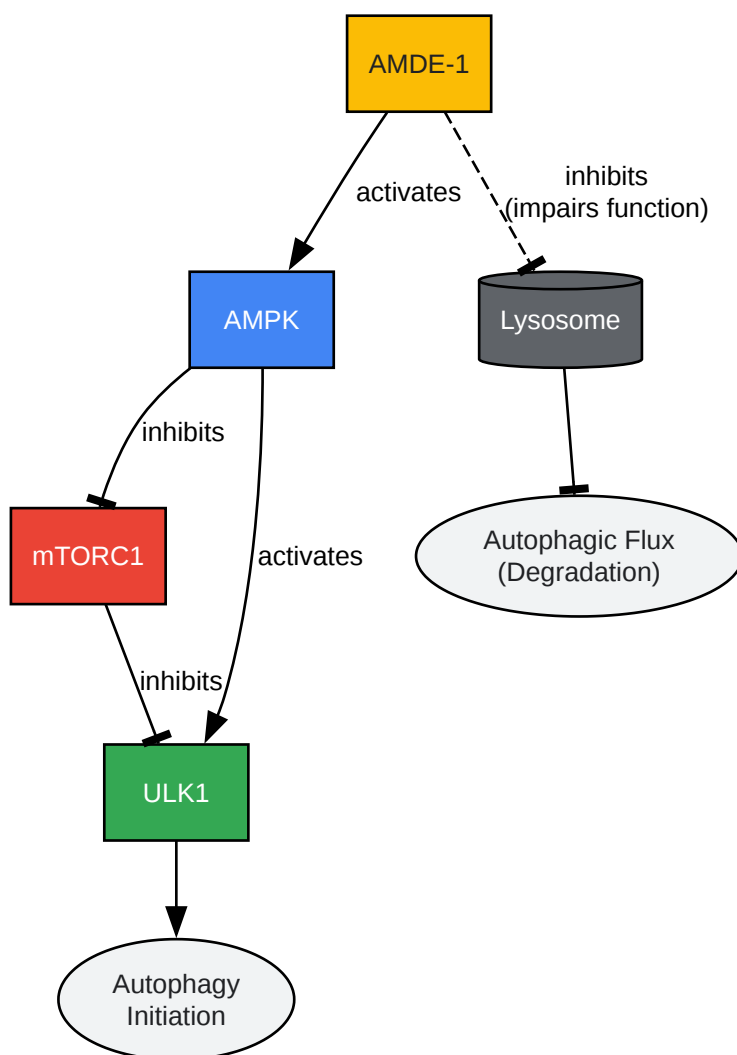 AMDE-1
activates
inhibits
(impairs function)
AMPK
Lysosome
inhibits
mTORC1
activates
Autophagic Flux
(Degradation)
inhibits
ULK1
Autophagy
Initiation